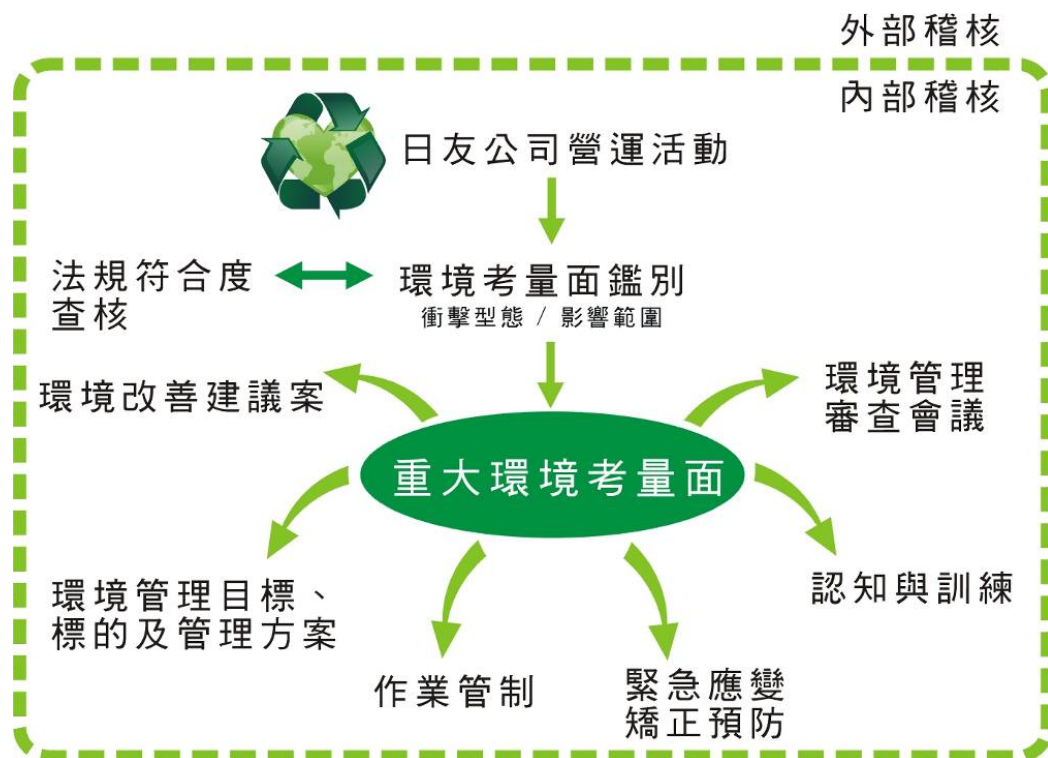 外部稽核
內部稽核
日友公司營運活動
法規符合度
查核
環境考量面鑑別
衝擊型態 / 影響範圍
環境改善建議案
環境管理
審查會議
重大環境考量面
環境管理目標、
標的及管理方案
認知與訓練
作業管制
緊急應變
矯正預防